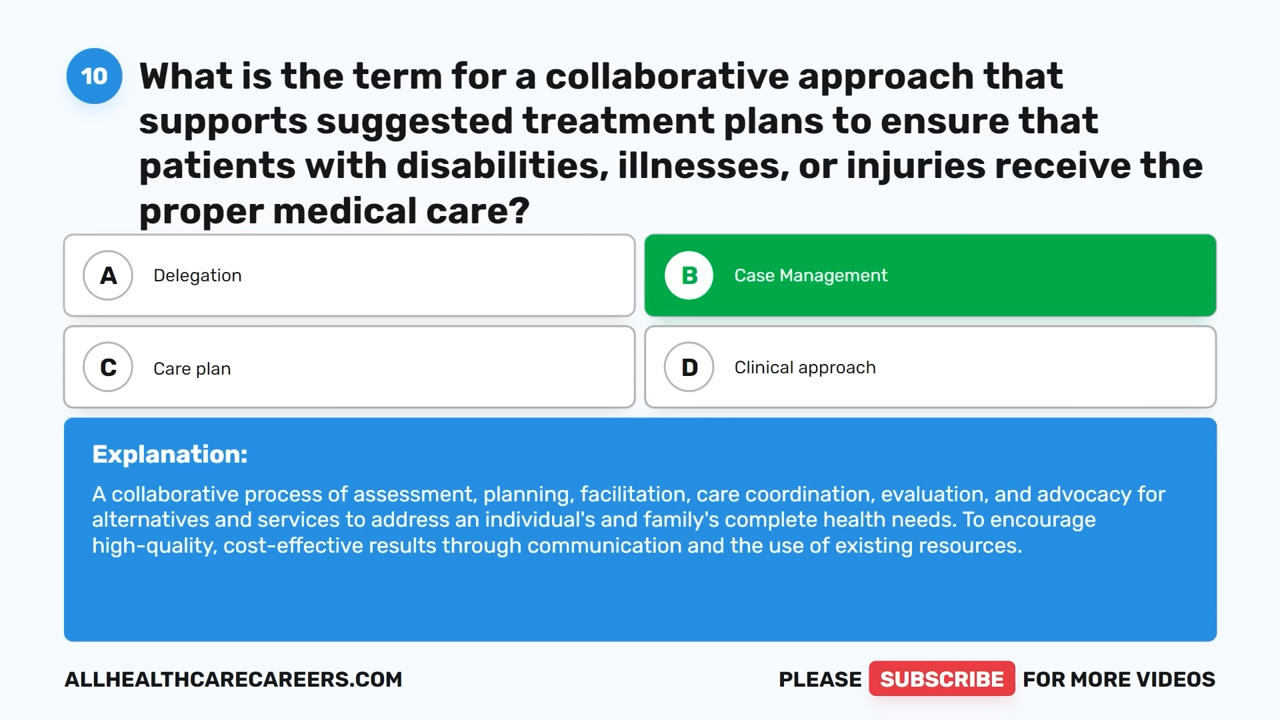 10
What is the term for a collaborative approach that
supports suggested treatment plans to ensure that
patients with disabilities, illnesses, or injuries receive the
proper medical care?
A Delegation
B Case Management
C Care plan
D Clinical approach
Explanation:
A collaborative process of assessment, planning, facilitation, care coordination, evaluation, and advocacy for
alternatives and services to address an individual's and family's complete health needs. To encourage
high-quality, cost-effective results through communication and the use of existing resources.
ALLHEALTHCARECAREERS.COM
PLEASE SUBSCRIBE FOR MORE VIDEOS